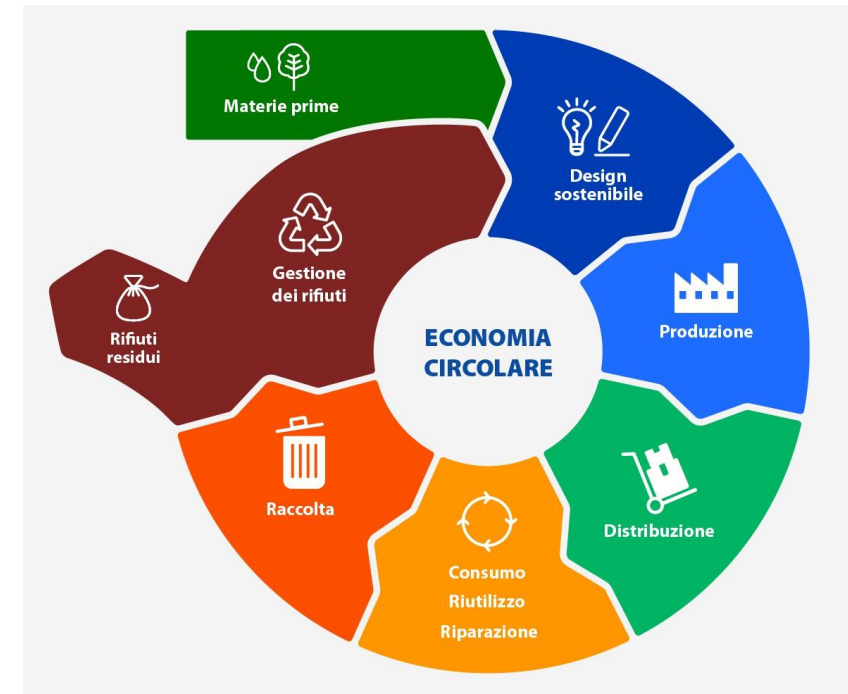 Materie prime
Design
sostenibile
Produzione
Distribuzione
Consumo
Riutilizzo
Riparazione
Raccolta
Gestione
dei rifiuti
Rifiuti
residui
ECONOMIA
CIRCOLARE